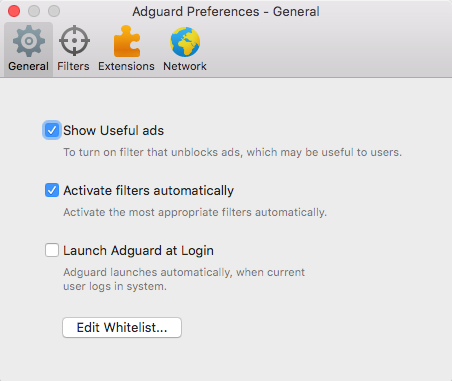 Adguard Preferences - General
General Filters Extensions Network
Show Useful ads
To turn on filter that unblocks ads, which may be useful to users.
Activate filters automatically
Activate the most appropriate filters automatically.
Launch Adguard at Login
Adguard launches automatically, when current
user logs in system.
Edit Whitelist...